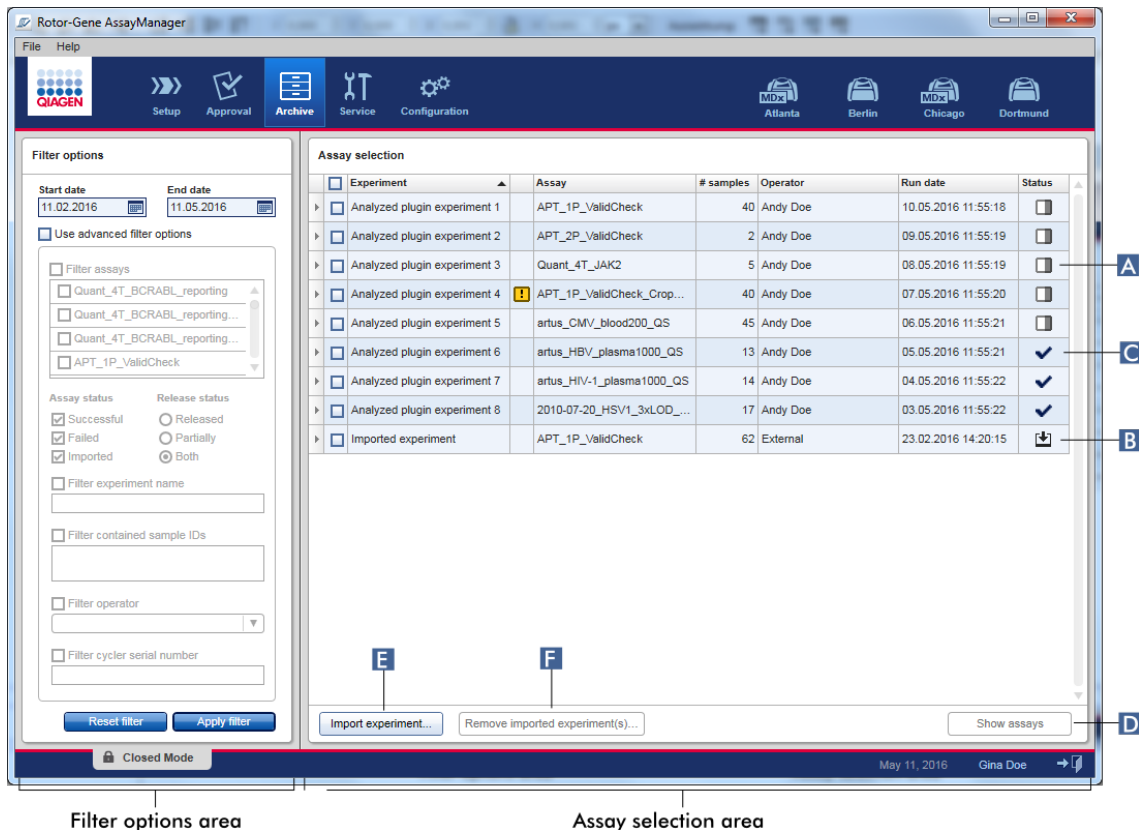 Rotor-Gene AssayManager
File Help
QIAGEN
Setup Approval Archive Service Configuration
MDx Atlanta Berlin MDx Chicago Dortmund
Filter options
Start date End date
11.02.2016 11.05.2016
Use advanced filter options
Filter assays
Quant_4T_BCRABL_reporting
Quant_4T_BCRABL_reporting...
Quant_4T_BCRABL_reporting...
APT_1P_ValidCheck
Assay status Release status
Successful Released
Failed Partially
Imported Both
Filter experiment name
Filter contained sample IDs
Filter operator
Filter cycler serial number
Reset filter Apply filter
Assay selection
Experiment Assay # samples Operator Run date Status
Analyzed plugin experiment 1 APT_1P_ValidCheck 40 Andy Doe 10.05.2016 11:55:18
Analyzed plugin experiment 2 APT_2P_ValidCheck 2 Andy Doe 09.05.2016 11:55:19
Analyzed plugin experiment 3 Quant_4T_JAK2 5 Andy Doe 08.05.2016 11:55:19 A
Analyzed plugin experiment 4 ! APT_1P_ValidCheck_Crop... 40 Andy Doe 07.05.2016 11:55:20
Analyzed plugin experiment 5 artus_CMV_blood200_QS 45 Andy Doe 06.05.2016 11:55:21
Analyzed plugin experiment 6 artus_HBV_plasma1000_QS 13 Andy Doe 05.05.2016 11:55:21 C
Analyzed plugin experiment 7 artus_HIV-1_plasma1000_QS 14 Andy Doe 04.05.2016 11:55:22
Analyzed plugin experiment 8 2010-07-20_HSV1_3xLOD_... 17 Andy Doe 03.05.2016 11:55:22
Imported experiment APT_1P_ValidCheck 62 External 23.02.2016 14:20:15 B
E F
Import experiment... Remove imported experiment(s)... Show assays D
Closed Mode
May 11, 2016 Gina Doe
Filter options area Assay selection area